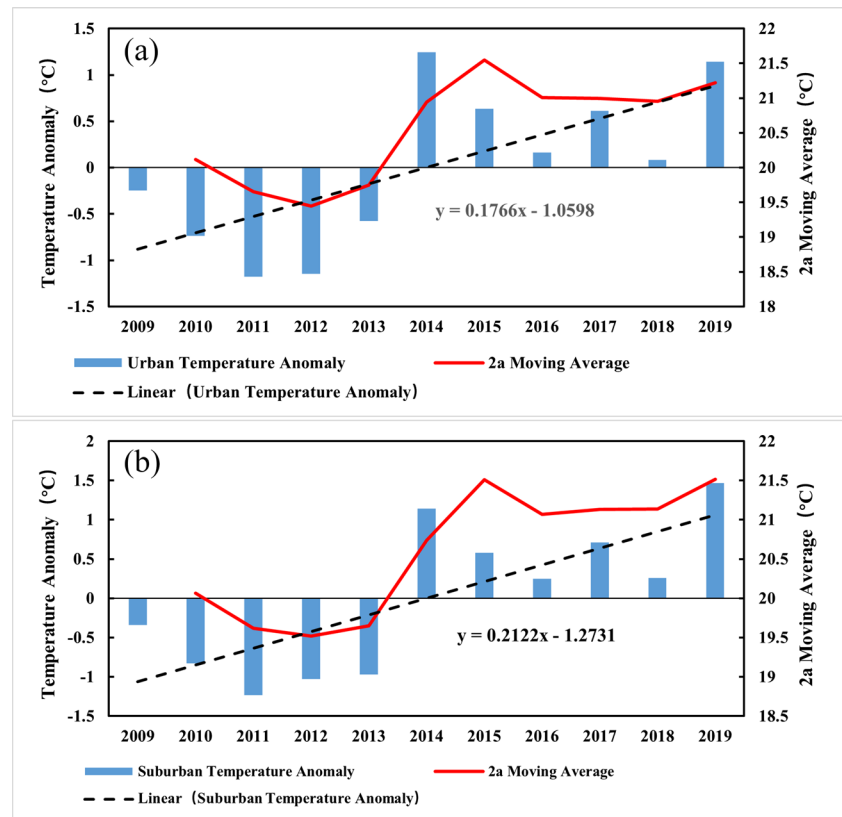 (a)
Temperature Anomaly（°C）
1.5
1
0.5
0
-0.5
-1
-1.5
22
21.5
21
20.5
20
19.5
19
18.5
18
2a Moving Average（°C）
y = 0.1766x - 1.0598
2009 2010 2011 2012 2013 2014 2015 2016 2017 2018 2019
Urban Temperature Anomaly 2a Moving Average
Linear（Urban Temperature Anomaly）
(b)
Temperature Anomaly（°C）
2
1.5
1
0.5
0
-0.5
-1
-1.5
22
21.5
21
20.5
20
19.5
19
18.5
2a Moving Average（°C）
y = 0.2122x - 1.2731
2009 2010 2011 2012 2013 2014 2015 2016 2017 2018 2019
Suburban Temperature Anomaly 2a Moving Average
Linear（Suburban Temperature Anomaly）